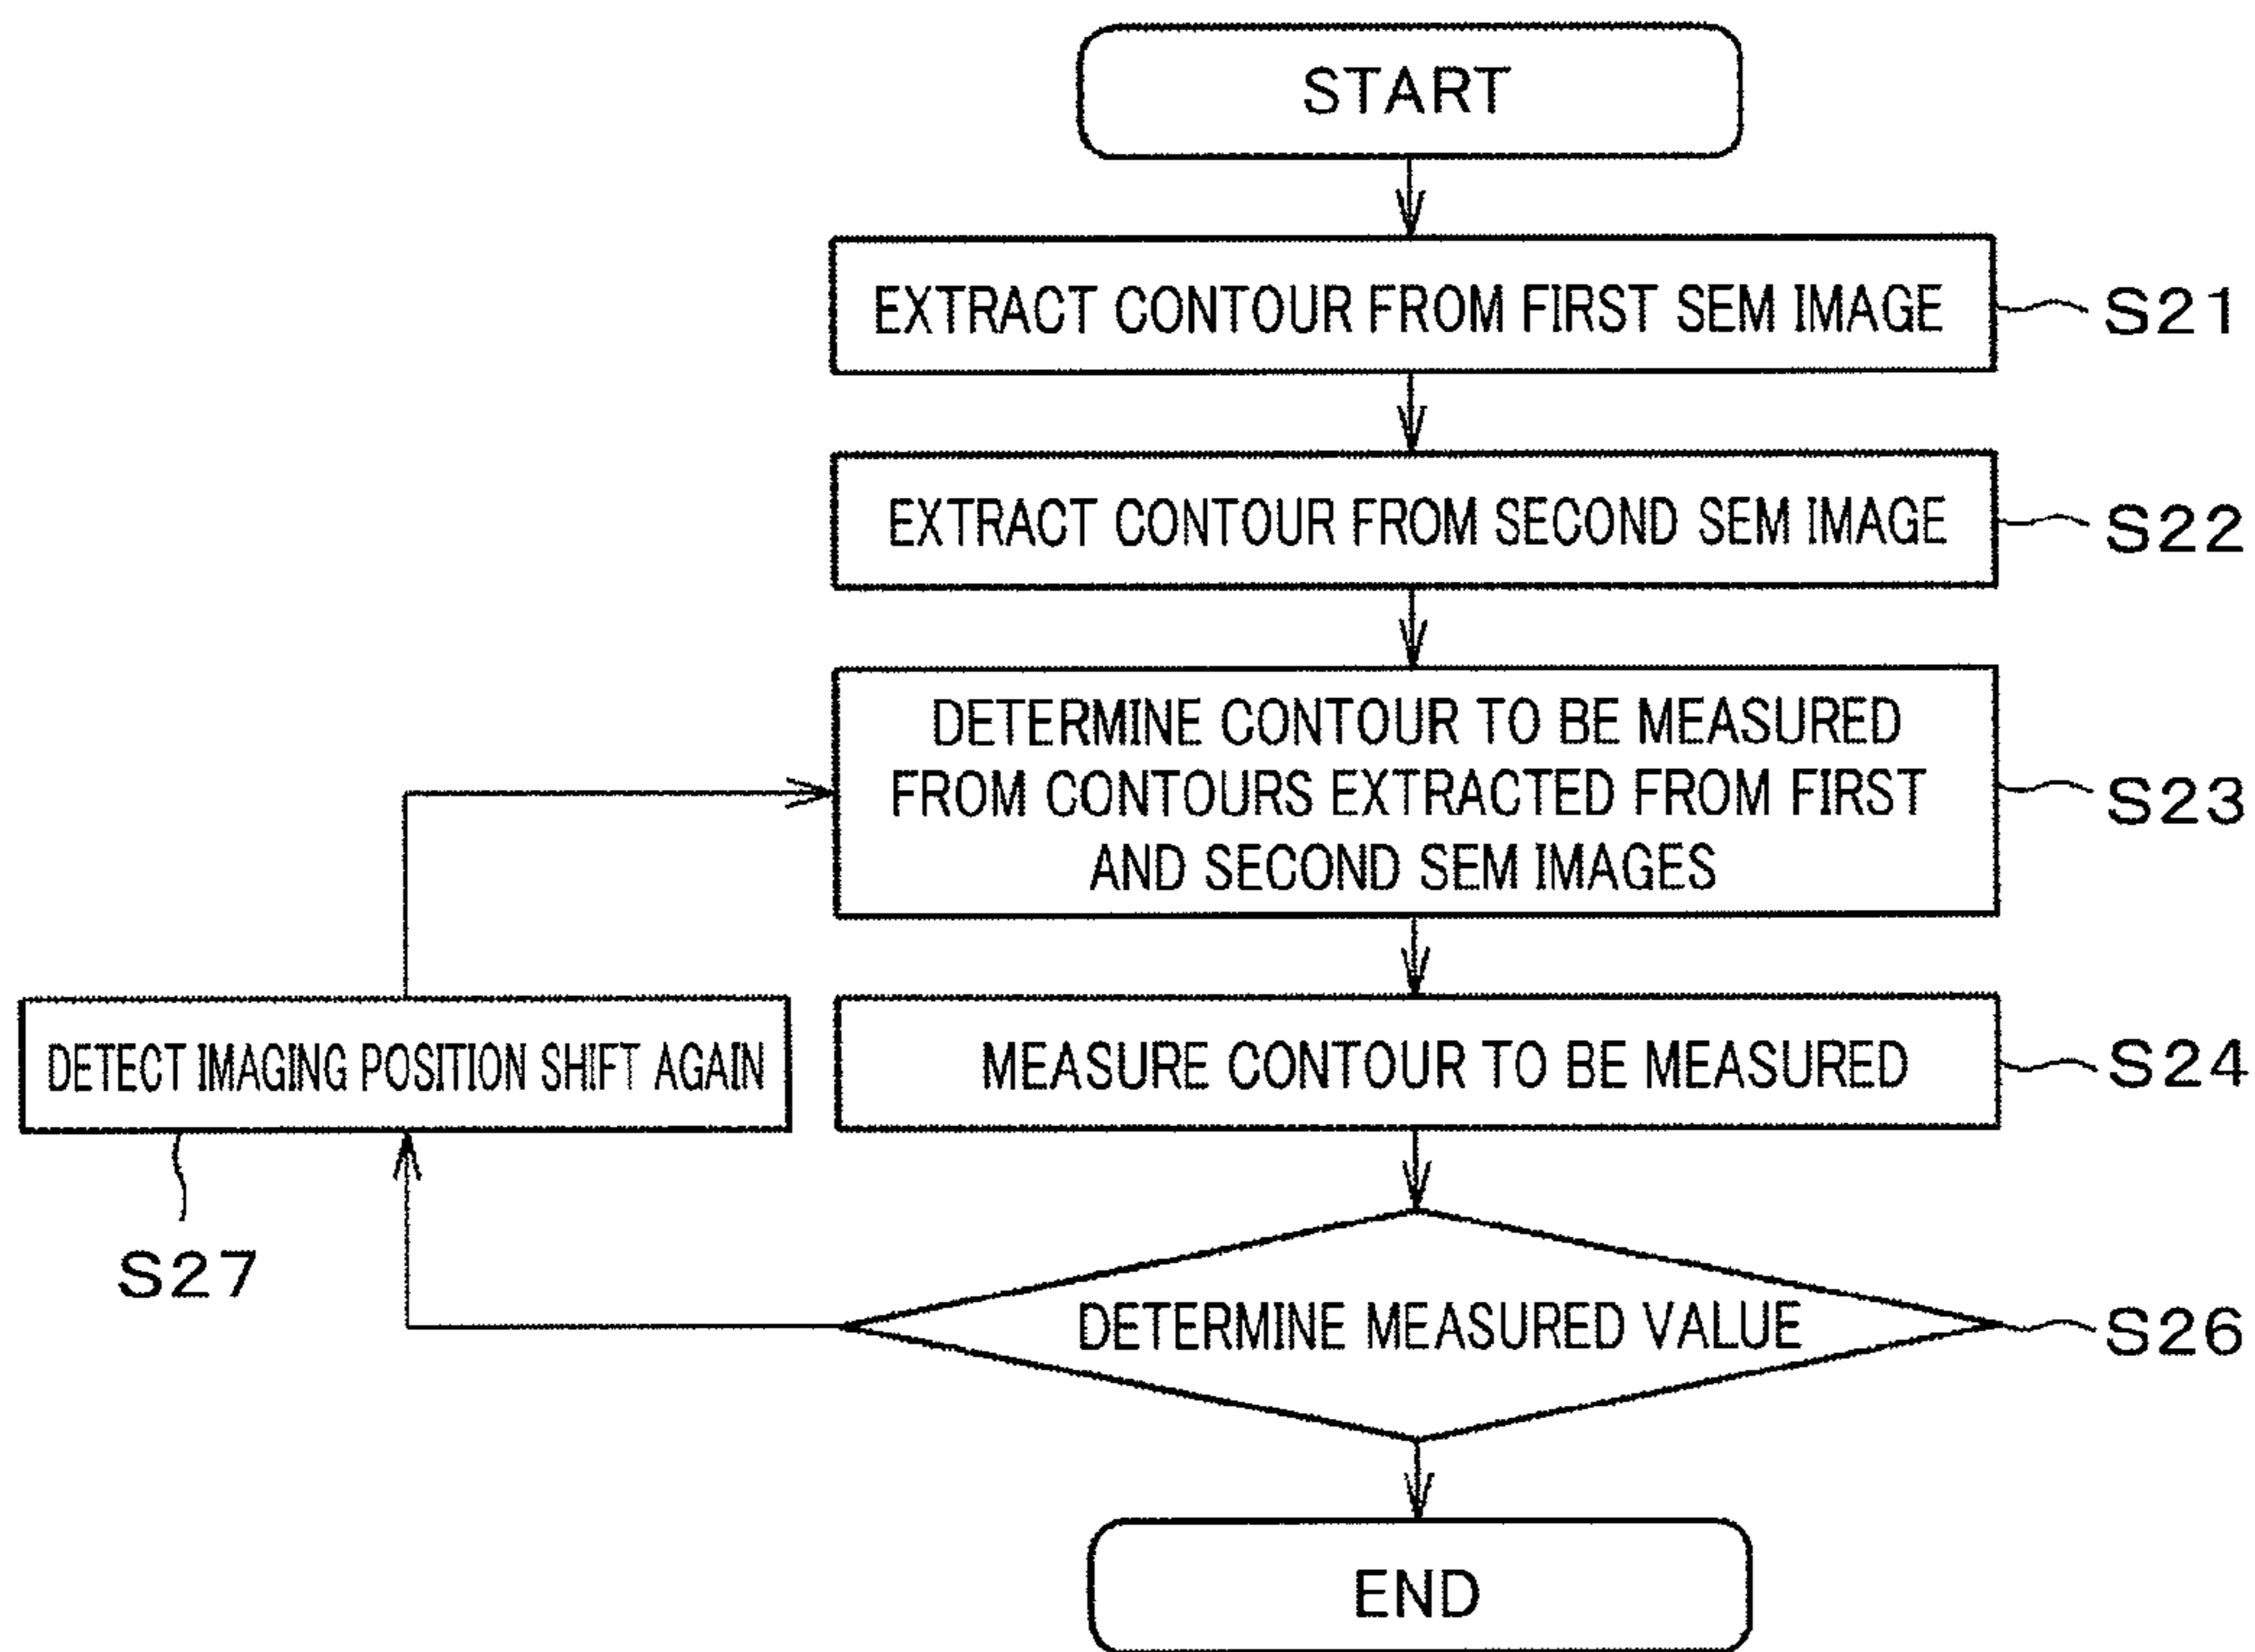 START
EXTRACT CONTOUR FROM FIRST SEM IMAGE
S21
EXTRACT CONTOUR FROM SECOND SEM IMAGE
S22
DETERMINE CONTOUR TO BE MEASURED
FROM CONTOURS EXTRACTED FROM FIRST
AND SECOND SEM IMAGES
S23
DETECT IMAGING POSITION SHIFT AGAIN
S27
MEASURE CONTOUR TO BE MEASURED
S24
DETERMINE MEASURED VALUE
S26
END